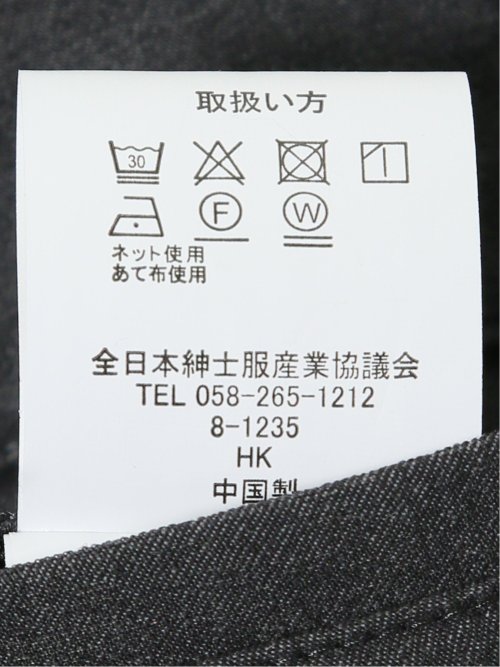 取扱い方
30
F W
ネット使用
あて布使用
全日本紳士服産業協議会
TEL 058-265-1212
8-1235
HK
中国製